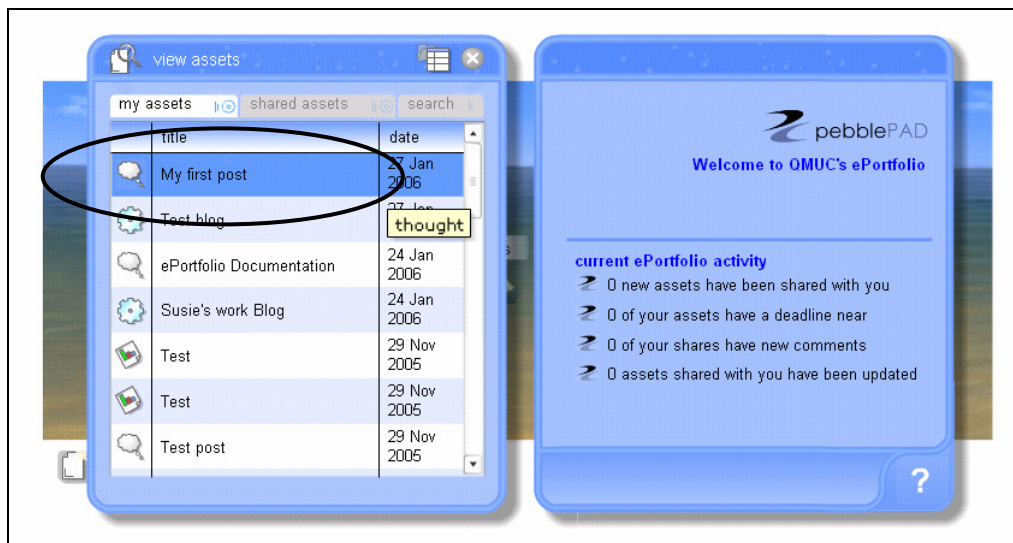 view assets
my assets
shared assets
search
title
date
My first post
27 Jan
2006
Test blog
27 Jan
thought
ePortfolio Documentation
24 Jan
2006
Susie's work Blog
24 Jan
2006
Test
29 Nov
2005
Test
29 Nov
2005
Test post
29 Nov
2005
pebblePAD
Welcome to QMUC's ePortfolio
current ePortfolio activity
0 new assets have been shared with you
0 of your assets have a deadline near
0 of your shares have new comments
0 assets shared with you have been updated
?